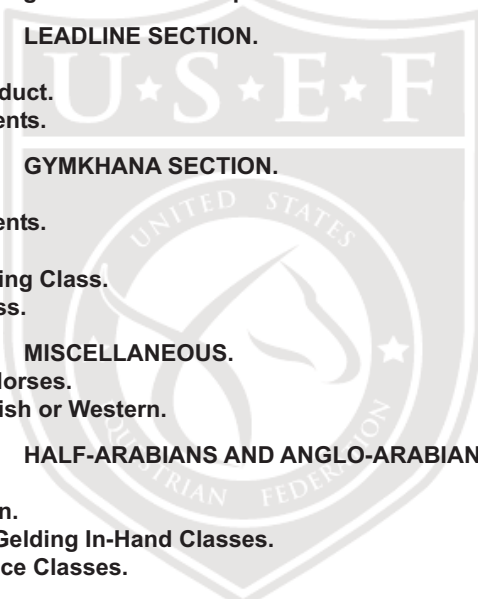 LEADLINE SECTION.
duct.
ents.
GYMKHANA SECTION.
ents.
ing Class.
ss.
MISCELLANEOUS.
Horses.
ish or Western.
HALF-ARABIANS AND ANGLO-ARABIAN
n.
Gelding In-Hand Classes.
ce Classes.
U★S★E★F
UNITED STATES
EQUESTRIAN FEDERATION